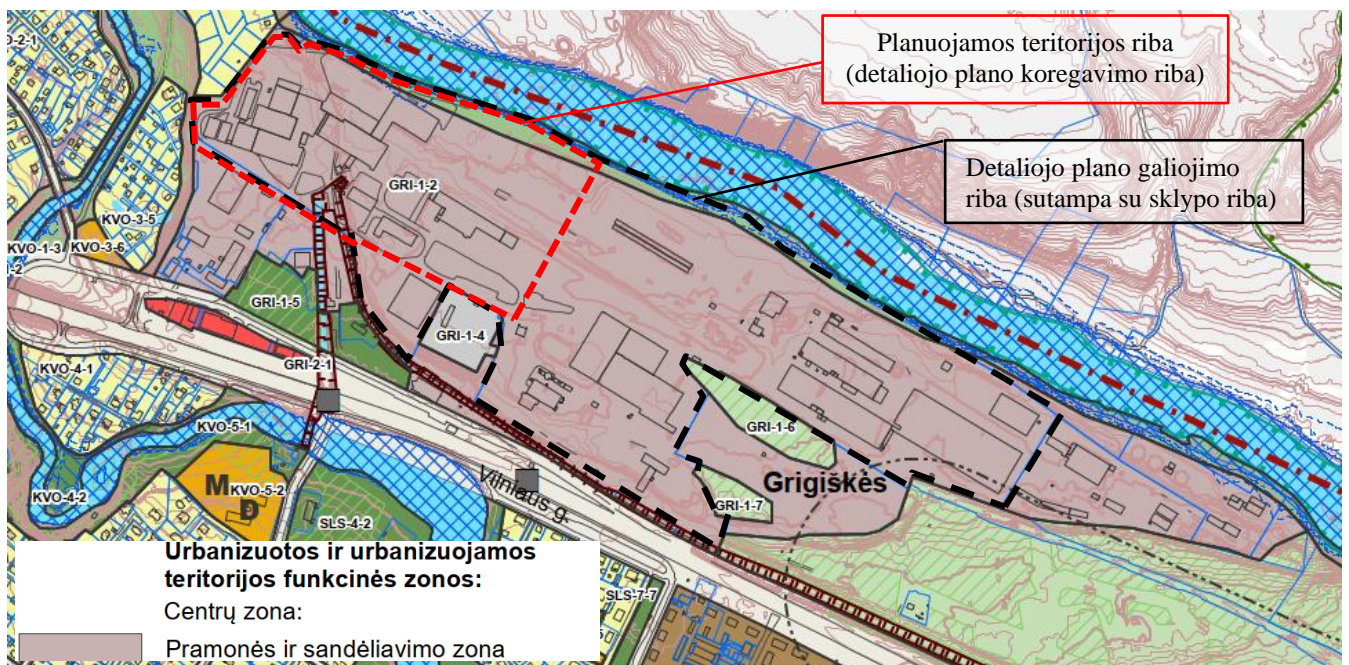 Planuojamos teritorijos riba
(detaliojo plano koregavimo riba)
Detaliojo plano galiojimo
riba (sutampa su sklypo riba)
O-2-1
GRI-1-2
KVO-3-5
KVO-1-3
KVO-3-6
-2
GRI-1-5
GRI-1-4
GRI-2-1
KVO-4-1
KVO-5-1
GRI-1-6
Grigiškės
Vilniaus g.
KVO-4-2
M
KVO-5-2
Đ
SLS-4-2
GRI-1-7
SLS-7-7
Urbanizuotos ir urbanizuojamos
teritorijos funkcinės zonos:
Centrų zona:
Pramonės ir sandėliavimo zona